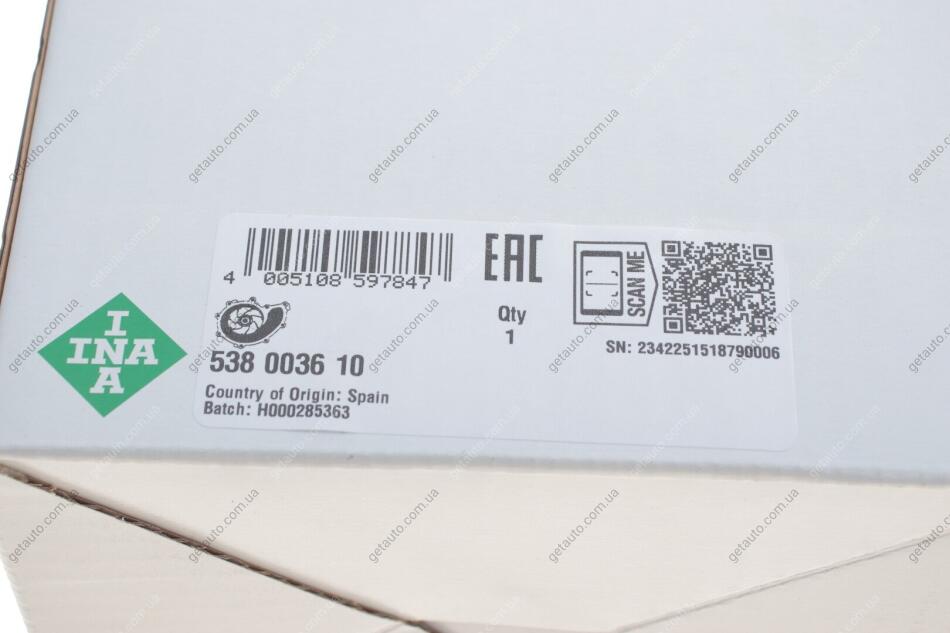 4 005108 597847
EAC
Qty
1
SCAN ME
SN: 2342251518790006
538 0036 10
Country of Origin: Spain
Batch: H000285363
I
INA
A
getauto.com.ua